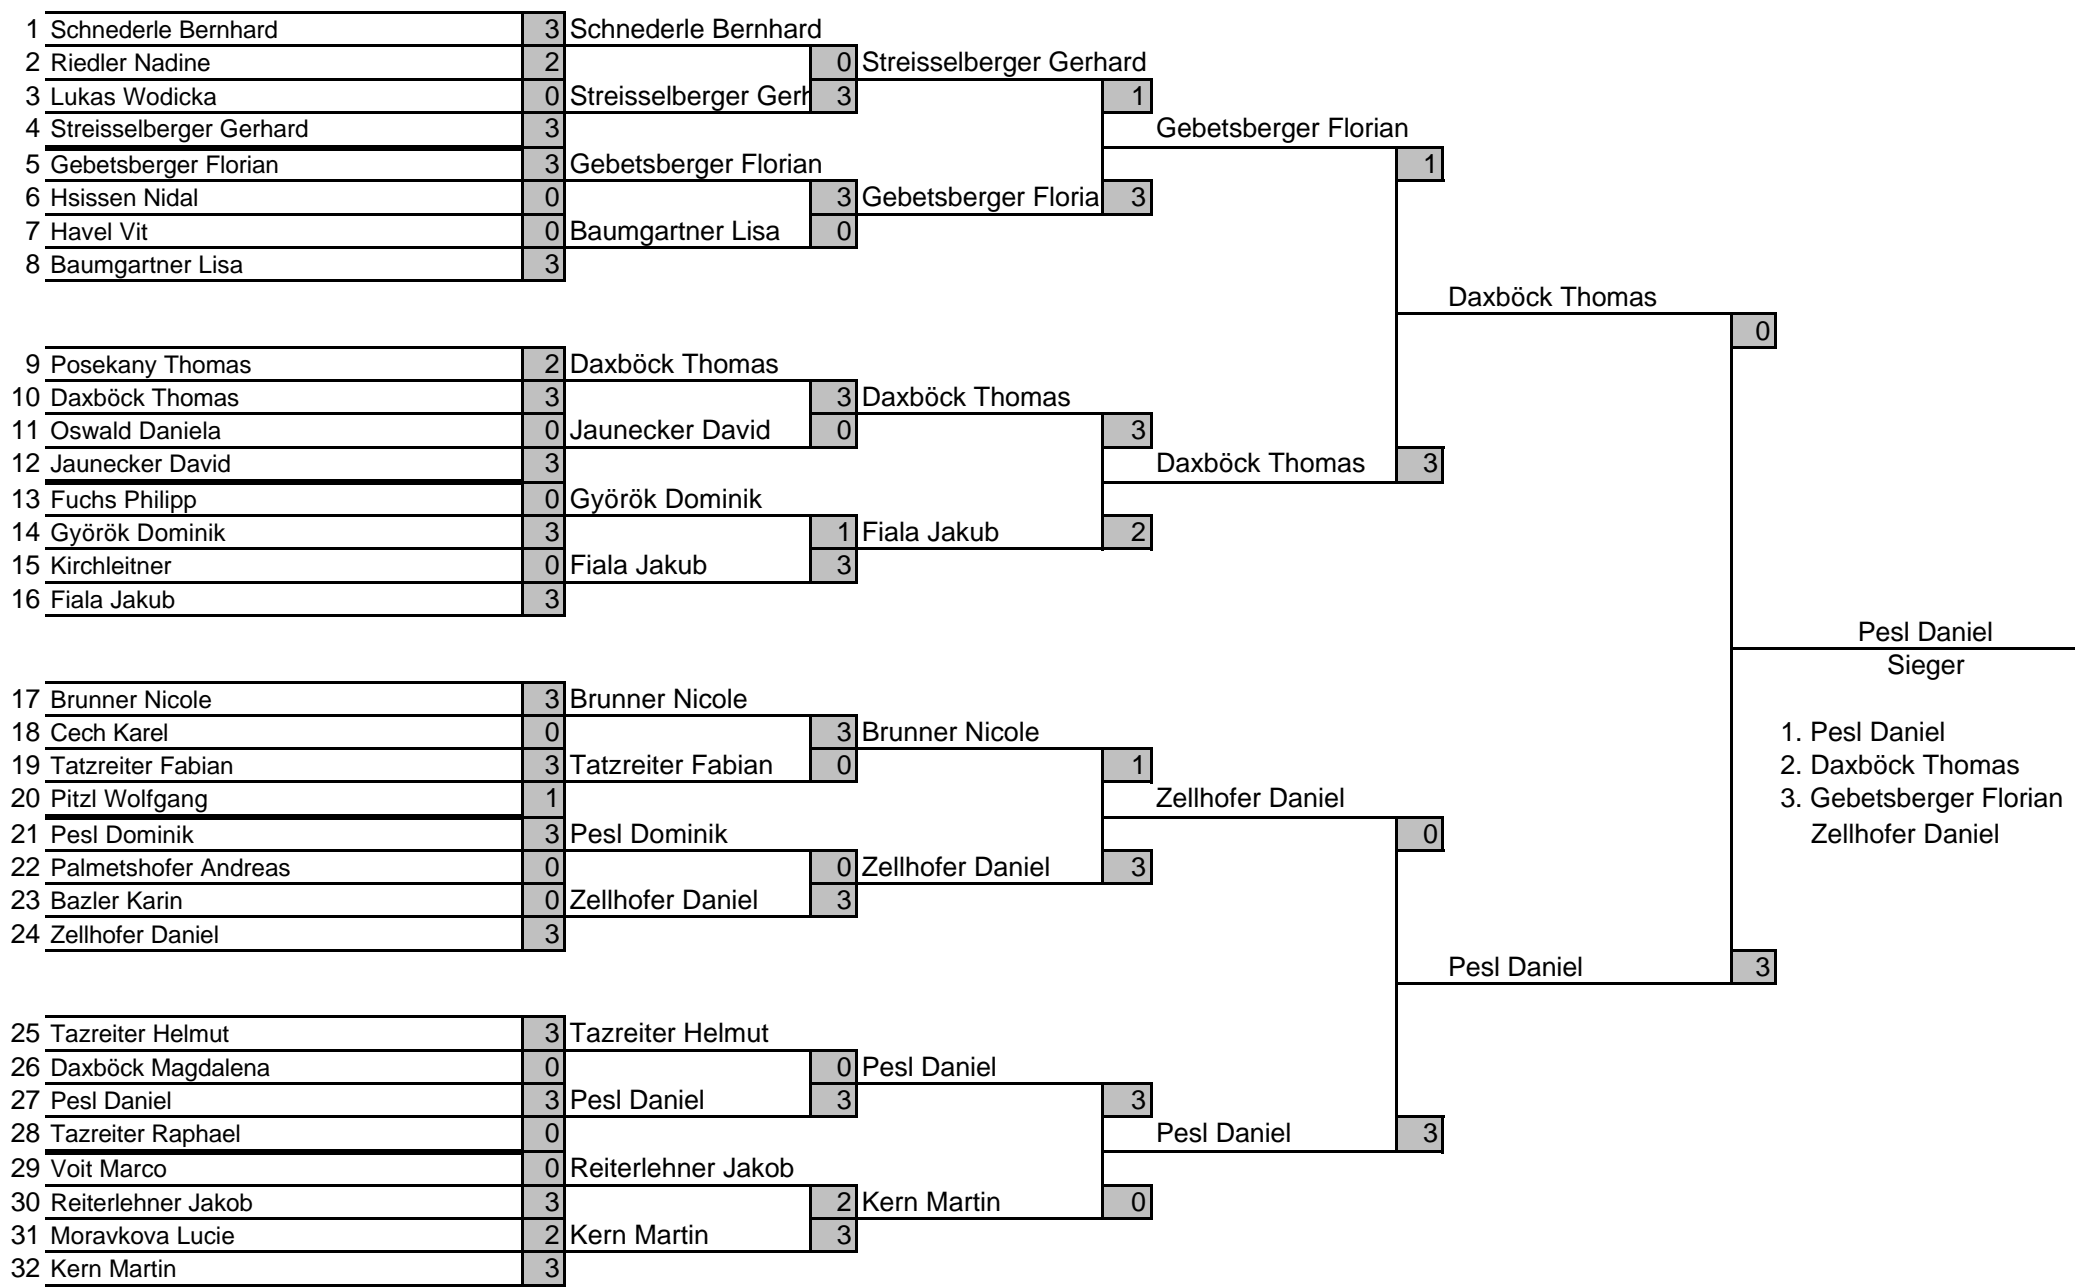 1 Schnederle Bernhard 3 Schnederle Bernhard
2 Riedler Nadine 2 0 Streisselberger Gerhard
3 Lukas Wodicka 0 Streisselberger Gerh 3 1
4 Streisselberger Gerhard 3 Gebetsberger Florian
5 Gebetsberger Florian 3 Gebetsberger Florian 1
6 Hsissen Nidal 0 3 Gebetsberger Floria 3
7 Havel Vit 0 Baumgartner Lisa 0
8 Baumgartner Lisa 3
Daxböck Thomas
0
9 Posekany Thomas 2 Daxböck Thomas
10 Daxböck Thomas 3 3 Daxböck Thomas
11 Oswald Daniela 0 Jaunecker David 0 3
12 Jaunecker David 3 Daxböck Thomas 3
13 Fuchs Philipp 0 Györök Dominik
14 Györök Dominik 3 1 Fiala Jakub 2
15 Kirchleitner 0 Fiala Jakub 3
16 Fiala Jakub 3
Pesl Daniel
Sieger
17 Brunner Nicole 3 Brunner Nicole
18 Cech Karel 0 3 Brunner Nicole 1. Pesl Daniel
19 Tatzreiter Fabian 3 Tatzreiter Fabian 0 1 2. Daxböck Thomas
20 Pitzl Wolfgang 1 Zellhofer Daniel 3. Gebetsberger Florian
21 Pesl Dominik 3 Pesl Dominik 0 Zellhofer Daniel
22 Palmetshofer Andreas 0 0 Zellhofer Daniel 3
23 Bazler Karin 0 Zellhofer Daniel 3
24 Zellhofer Daniel 3
Pesl Daniel 3
25 Tazreiter Helmut 3 Tazreiter Helmut
26 Daxböck Magdalena 0 0 Pesl Daniel
27 Pesl Daniel 3 Pesl Daniel 3 3
28 Tazreiter Raphael 0 Pesl Daniel 3
29 Voit Marco 0 Reiterlehner Jakob
30 Reiterlehner Jakob 3 2 Kern Martin 0
31 Moravkova Lucie 2 Kern Martin 3
32 Kern Martin 3